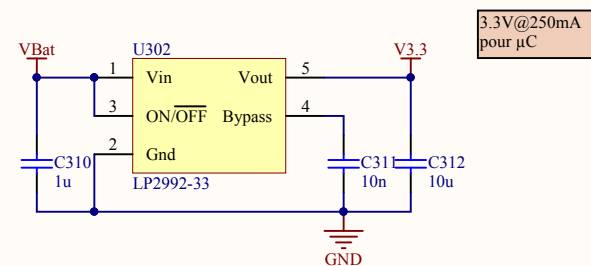 3.3V@250mA
pour µC
VBat
U302
V3.3
1
Vin
Vout
5
3
ON/OFF
Bypass
4
2
Gnd
C310
1u
C311
10n
C312
10u
LP2992-33
GND